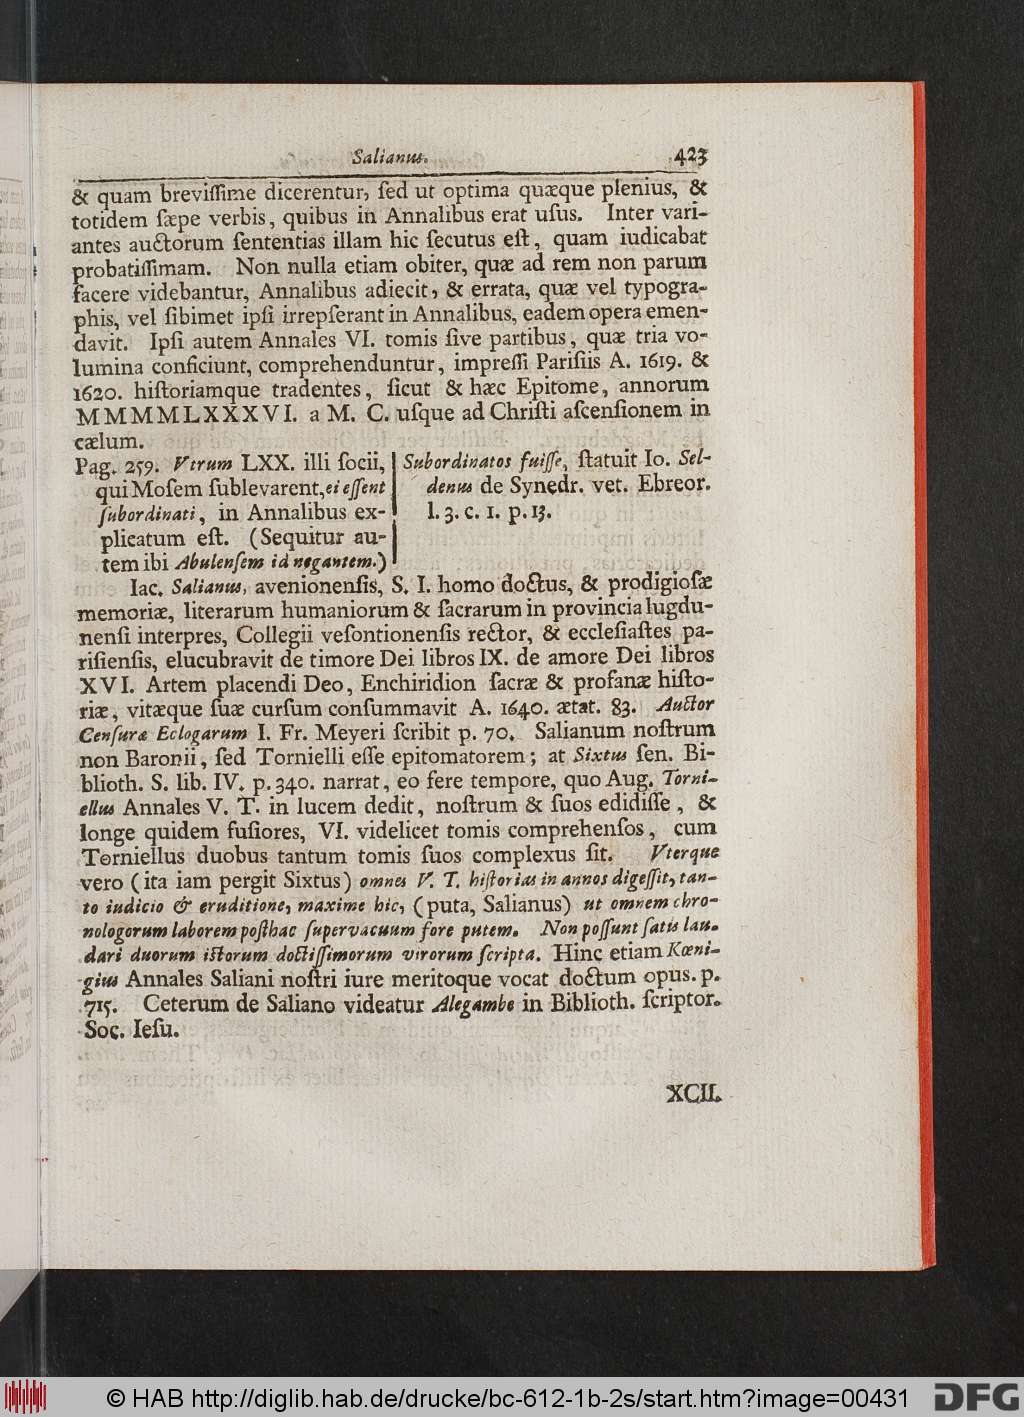 Salianus. 423
& quam breviſſime dicerentur, ſed ut optima quæque plenius, &
totidem ſæpe verbis, quibus in Annalibus erat uſus. Inter vari-
antes auctorum ſententias illam hic ſecutus eſt, quam iudicabat
probatiſſimam. Non nulla etiam obiter, quæ ad rem non parum
facere videbantur, Annalibus adiecit, & errata, quæ vel typogra-
phis, vel ſibimet ipſi irrepſerant in Annalibus, eadem opera emen-
davit. Ipſi autem Annales VI. tomis ſive partibus, quæ tria vo-
lumina conficiunt, comprehenduntur, impreſſi Pariſiis A. 1619. &
1620. hiſtoriamque tradentes, ſicut & hæc Epitome, annorum
MMMMLXXXVI. a M. C. uſque ad Chriſti aſcenſionem in
cælum.
Pag. 259. Vtrum LXX. illi ſocii,
qui Moſem ſublevarent, ei eſſent
ſubordinati, in Annalibus ex-
plicatum eſt. (Sequitur au-
tem ibi Abulenſem id negantem.)
Subordinatos fuiſſe, ſtatuit Io. Sel-
denus de Synedr. vet. Ebreor.
l. 3. c. 1. p. 13.
Iac. Salianus, avenionenſis, S. I. homo doctus, & prodigioſæ
memoriæ, literarum humaniorum & ſacrarum in provincia lugdu-
nenſi interpres, Collegii veſontionenſis rector, & eccleſiaſtes pa-
riſienſis, elucubravit de timore Dei libros IX. de amore Dei libros
XVI. Artem placendi Deo, Enchiridion ſacræ & profanæ hiſto-
riæ, vitæque ſuæ curſum conſummavit A. 1640. ætat. 83. Auctor
Cenſuræ Eclogarum I. Fr. Meyeri ſcribit p. 70. Salianum noſtrum
non Baronii, ſed Tornielli eſſe epitomatorem; at Sixtus ſen. Bi-
blioth. S. lib. IV. p. 340. narrat, eo fere tempore, quo Aug. Torni-
ellus Annales V. T. in lucem dedit, noſtrum & ſuos edidiſſe, &
longe quidem fuſiores, VI. videlicet tomis comprehenſos, cum
Torniellus duobus tantum tomis ſuos complexus ſit. Vterque
vero (ita iam pergit Sixtus) omnes V. T. hiſtorias in annos digeſſit, tan-
to iudicio & eruditione, maxime hic, (puta, Salianus) ut omnem chro-
nologorum laborem poſthac ſupervacuum fore putem. Non poſſunt ſatis lau-
dari duorum iſtorum doctiſſimorum virorum ſcripta. Hinc etiam Kœni-
gius Annales Saliani noſtri iure meritoque vocat doctum opus. p.
715. Ceterum de Saliano videatur Alegambe in Biblioth. ſcriptor.
Soc. Ieſu.
XCII.
© HAB http://diglib.hab.de/drucke/bc-612-1b-2s/start.htm?image=00431
DFG